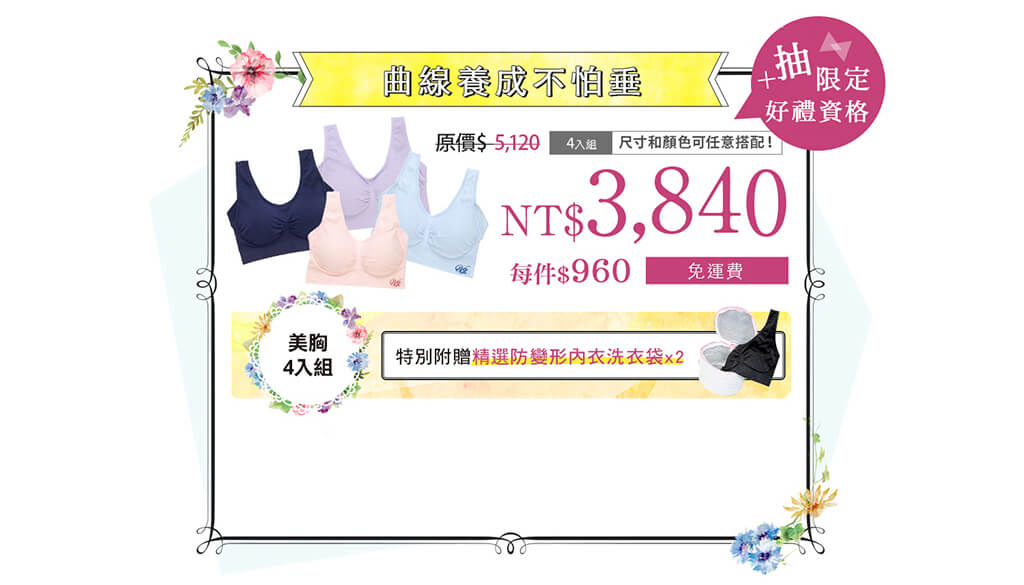 曲線養成不怕垂
+抽限定
好禮資格
原價$ 5,120
4入組 尺寸和顏色可任意搭配！
NT$3,840
每件$960 免運費
美胸
4入組
特別附贈精選防變形內衣洗衣袋x2